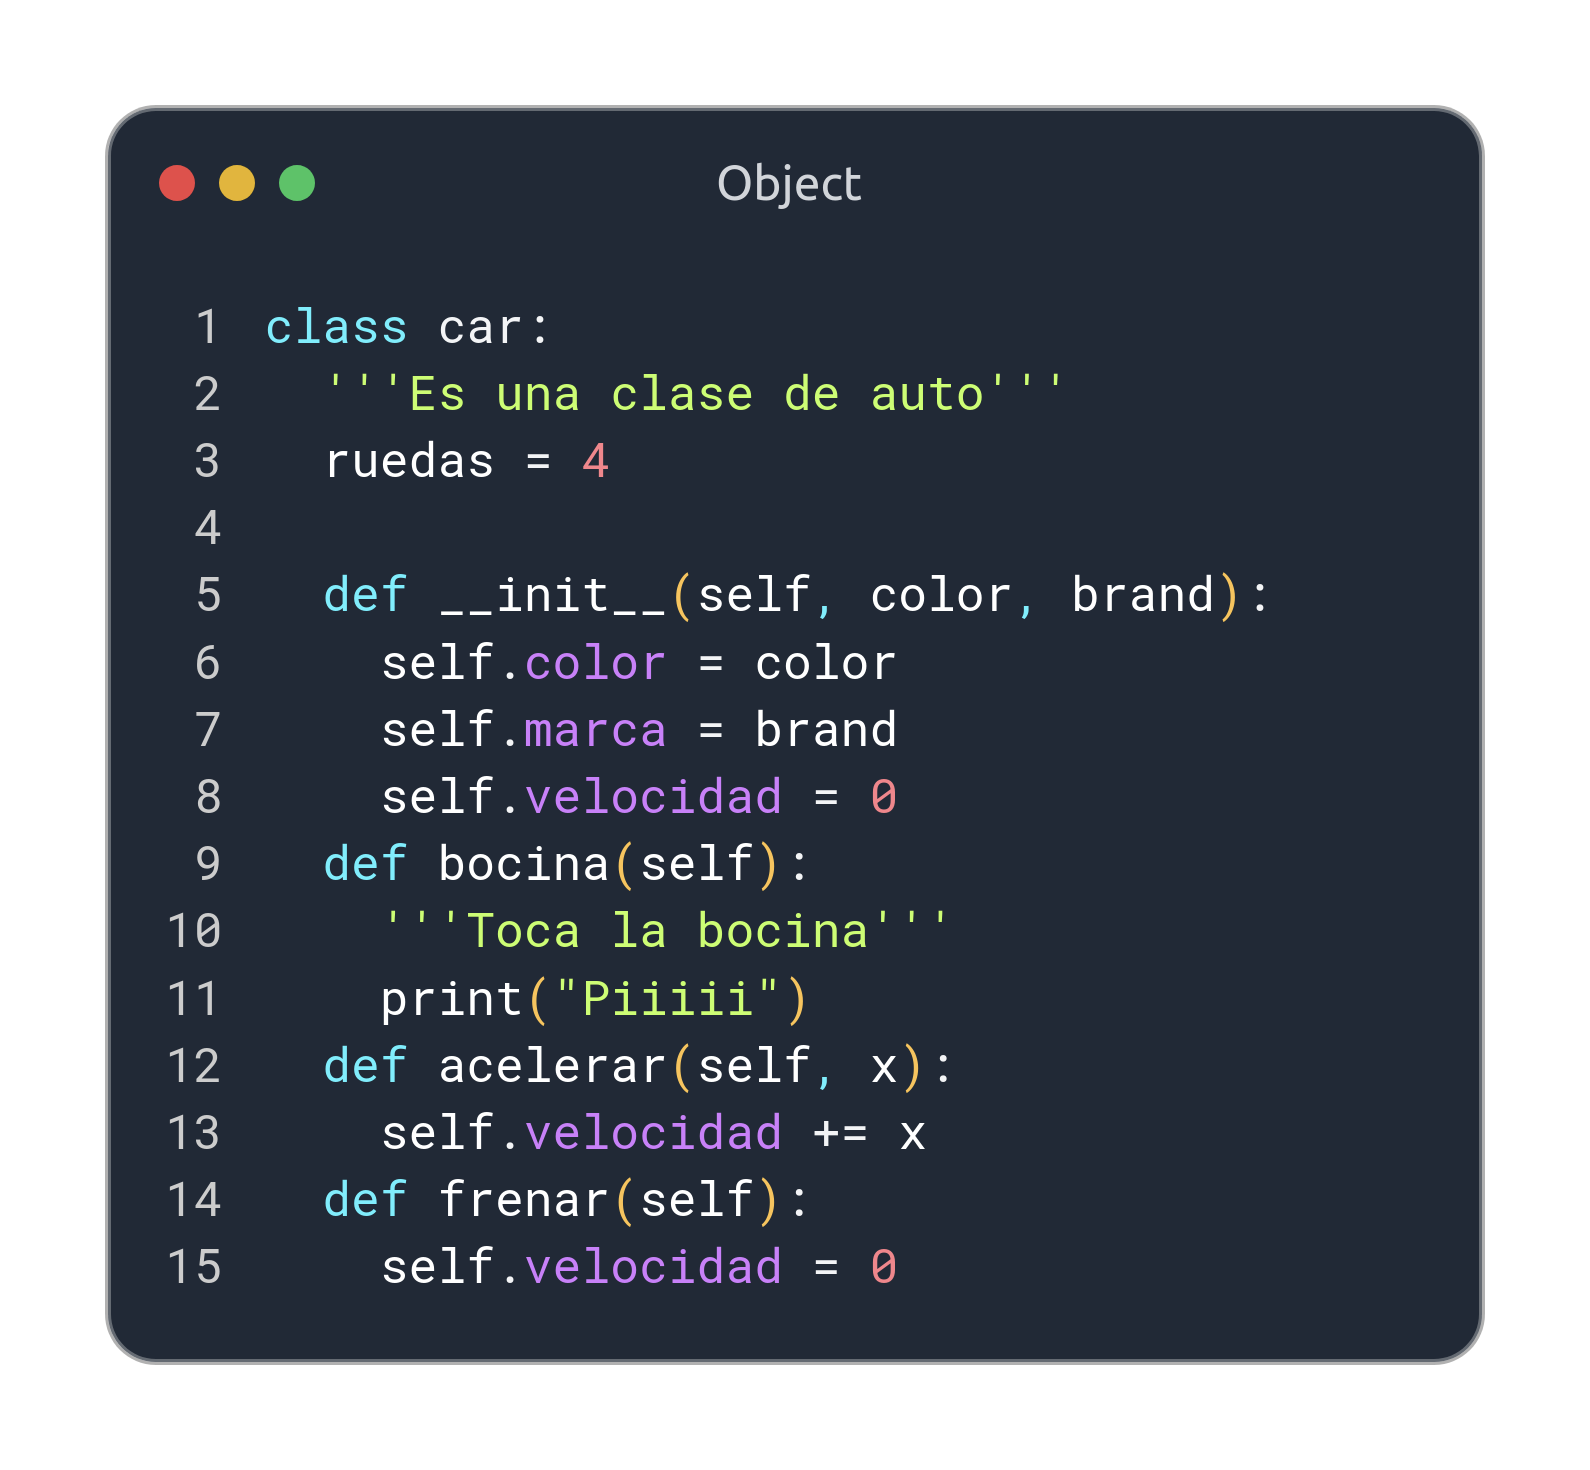 Object
1 class car:
2   '''Es una clase de auto'''
3   ruedas = 4
4
5   def __init__(self, color, brand):
6     self.color = color
7     self.marca = brand
8     self.velocidad = 0
9   def bocina(self):
10     '''Toca la bocina'''
11     print("Piiiii")
12   def acelerar(self, x):
13     self.velocidad += x
14   def frenar(self):
15     self.velocidad = 0